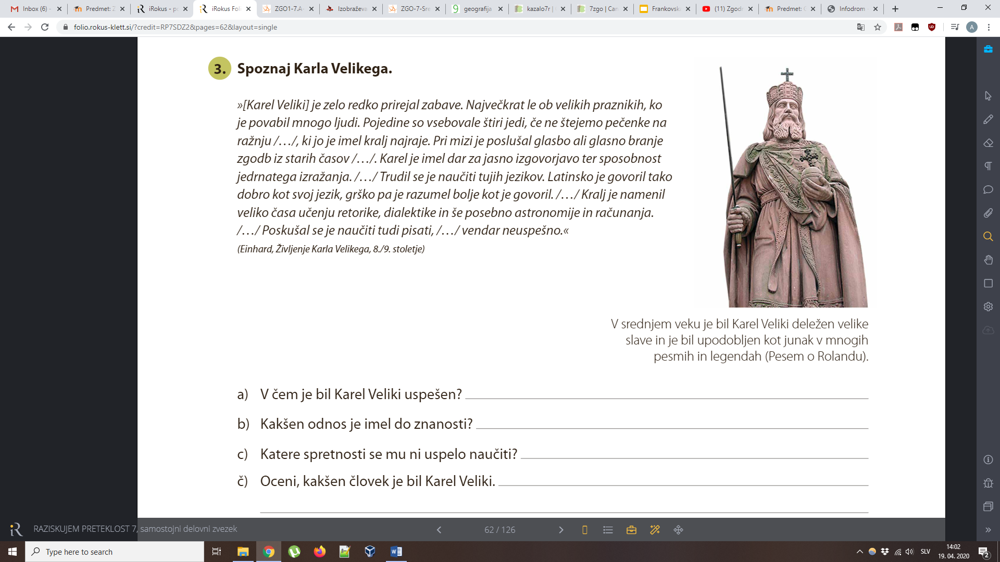 Inbox (6) -
Predmet: Z
iRokus - po
iRokus Foli
ZGO1-7.A-
Izobraževa
ZGO-7-Sre
geografija
kazalo7r |
7zgo | Can
Frankovska
(11) Zgodn
Predmet: G
Infodrom
folio.rokus-klett.si/?credit=RP7SDZ2&pages=62&layout=single
A
3. Spoznaj Karla Velikega.
»[Karel Veliki] je zelo redko prirejal zabave. Največkrat le ob velikih praznikih, ko
je povabil mnogo ljudi. Pojedine so vsebovale štiri jedi, če ne štejemo pečenke na
ražnju /…/, ki jo je imel kralj najraje. Pri mizi je poslušal glasbo ali glasno branje
zgodb iz starih časov /…/. Karel je imel dar za jasno izgovorjavo ter sposobnost
jedrnatega izražanja. /…/ Trudil se je naučiti tujih jezikov. Latinsko je govoril tako
dobro kot svoj jezik, grško pa je razumel bolje kot je govoril. /…/ Kralj je namenil
veliko časa učenju retorike, dialektike in še posebno astronomije in računanja.
/…/ Poskušal se je naučiti tudi pisati, /…/ vendar neuspešno.«
(Einhard, Življenje Karla Velikega, 8./9. stoletje)
V srednjem veku je bil Karel Veliki deležen velike
slave in je bil upodobljen kot junak v mnogih
pesmih in legendah (Pesem o Rolandu).
a) V čem je bil Karel Veliki uspešen?
b) Kakšen odnos je imel do znanosti?
c) Katere spretnosti se mu ni uspelo naučiti?
č) Oceni, kakšen človek je bil Karel Veliki.
iR RAZISKUJEM PRETEKLOST 7, samostojni delovni zvezek
62 / 126
Type here to search
SLV
14:02
19. 04. 2020
2